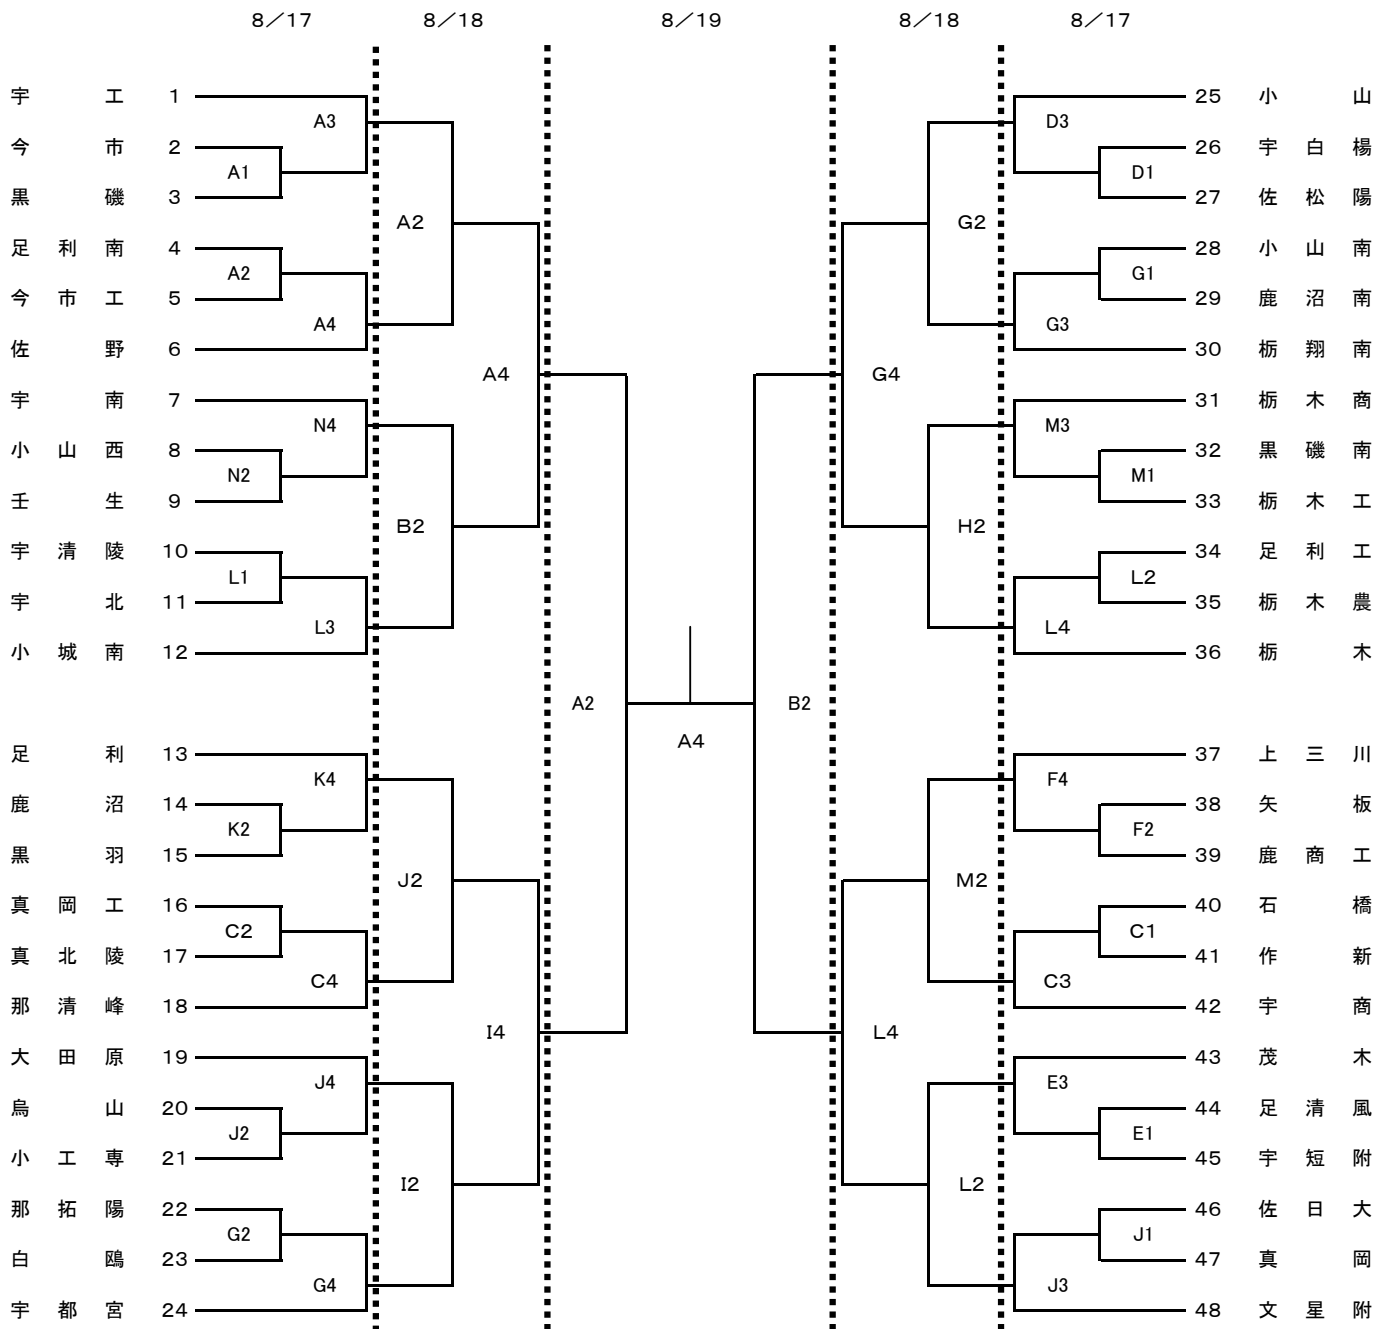 8／17 8／18 8／19 8／18 8／17
宇工 1 25 小山
A3 D3
今市 2 26 宇白楊
A1 D1
黒磯 3 27 佐松陽
A2 G2
足利南 4 28 小山南
A2 G1
今市工 5 29 鹿沼南
A4 G3
佐野 6 30 栃翔南
A4 G4
宇南 7 31 栃木商
N4 M3
小山西 8 32 黒磯南
N2 M1
壬生 9 33 栃木工
B2 H2
宇清陵 10 34 足利工
L1 L2
宇北 11 35 栃木農
L3 L4
小城南 12 36 栃木
A2 B2
A4
足利 13 37 上三川
K4 F4
鹿沼 14 38 矢板
K2 F2
黒羽 15 39 鹿商工
J2 M2
真岡工 16 40 石橋
C2 C1
真北陵 17 41 作新
C4 C3
那清峰 18 42 宇商
I4 L4
大田原 19 43 茂木
J4 E3
烏山 20 44 足清風
J2 E1
小工専 21 45 宇短附
I2 L2
那拓陽 22 46 佐日大
G2 J1
白鴎 23 47 真岡
G4 J3
宇都宮 24 48 文星附